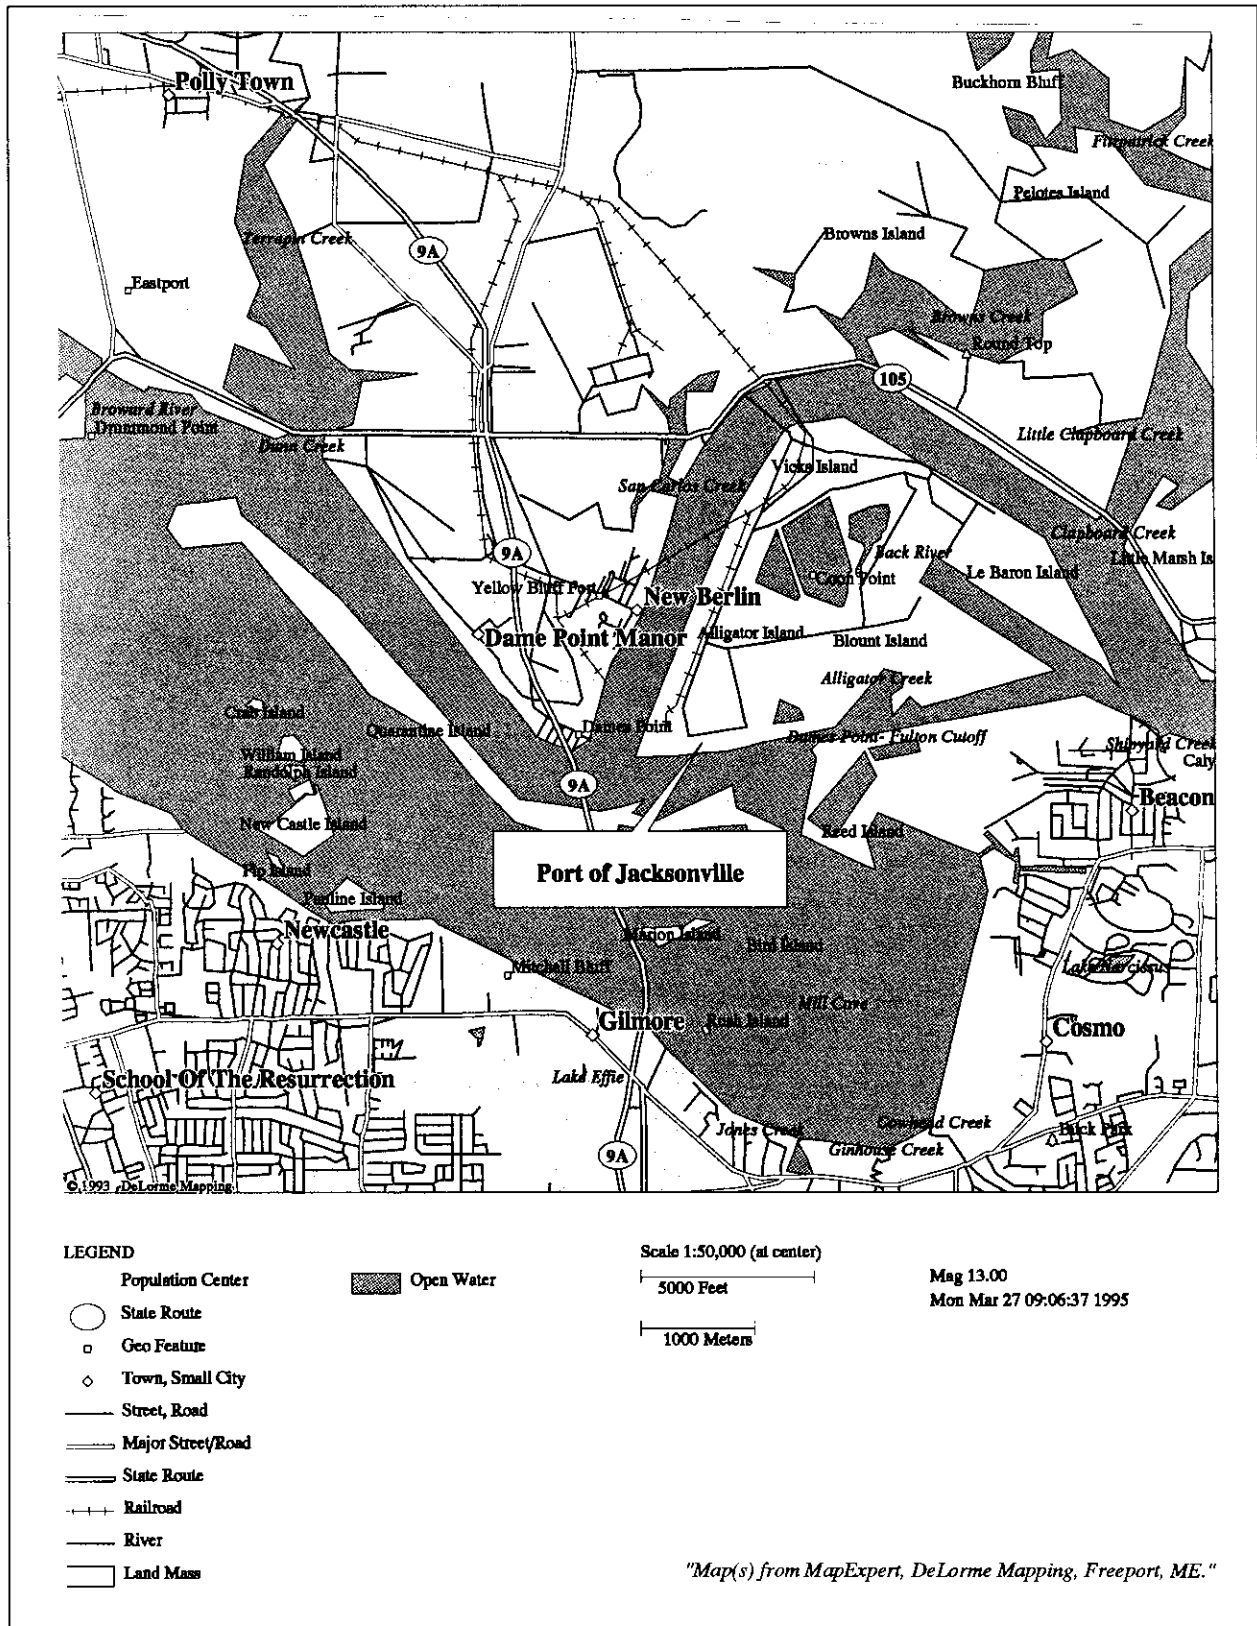 Polly Town
Buckhorn Bluff
Fitzpatrick Creek
Pelotes Island
Browns Island
Terrapin Creek
9A
Eastport
Browns Creek
Round Top
105
Broward River
Drummond Point
Dunn Creek
Little Clapboard Creek
Vicks Island
San Carlos Creek
Clapboard Creek
9A
Back River
Little Marsh Is
Coon Point
Le Baron Island
Yellow Bluff Fort
New Berlin
Dame Point Manor
Alligator Island
Blount Island
Alligator Creek
Crab Island
Quarantine Island
Dames Point
Dames Point- Fulton Cutoff
Shipyard Creek
William Island
Caly
Randolph Island
9A
Beacon
New Castle Island
Reed Island
Port of Jacksonville
Pip Island
Pauline Island
Newcastle
Marion Island
Bird Island
Mitchell Bluff
Lake Narcissus
Mill Cove
Gilmore
Rush Island
Cosmo
School Of The Resurrection
Lake Effie
Jones Creek
Cowhead Creek
Buck Park
9A
Ginhouse Creek
© 1993 DeLorme Mapping
LEGEND
Population Center
State Route
Geo Feature
Town, Small City
Street, Road
Major Street/Road
State Route
Railroad
River
Land Mass
Open Water
Scale 1:50,000 (at center)
5000 Feet
1000 Meters
Mag 13.00
Mon Mar 27 09:06:37 1995
"Map(s) from MapExpert, DeLorme Mapping, Freeport, ME."